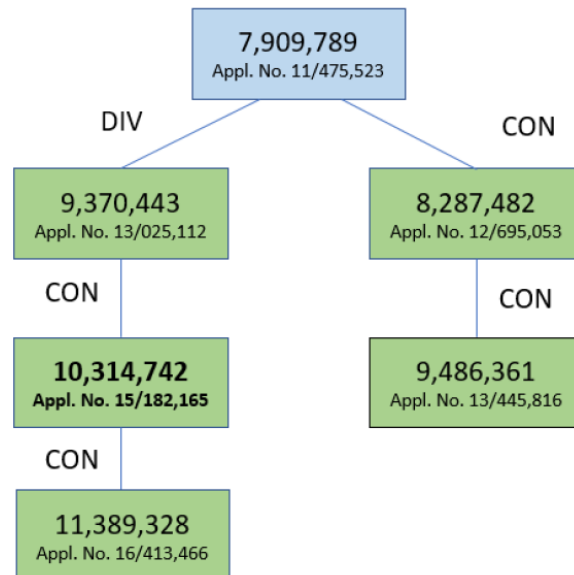 7,909,789
Appl. No. 11/475,523
DIV
CON
9,370,443
Appl. No. 13/025,112
8,287,482
Appl. No. 12/695,053
CON
CON
10,314,742
Appl. No. 15/182,165
9,486,361
Appl. No. 13/445,816
CON
11,389,328
Appl. No. 16/413,466